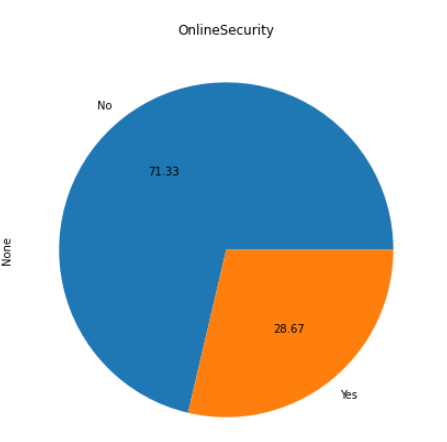 OnlineSecurity
No
71.33
None
28.67
Yes